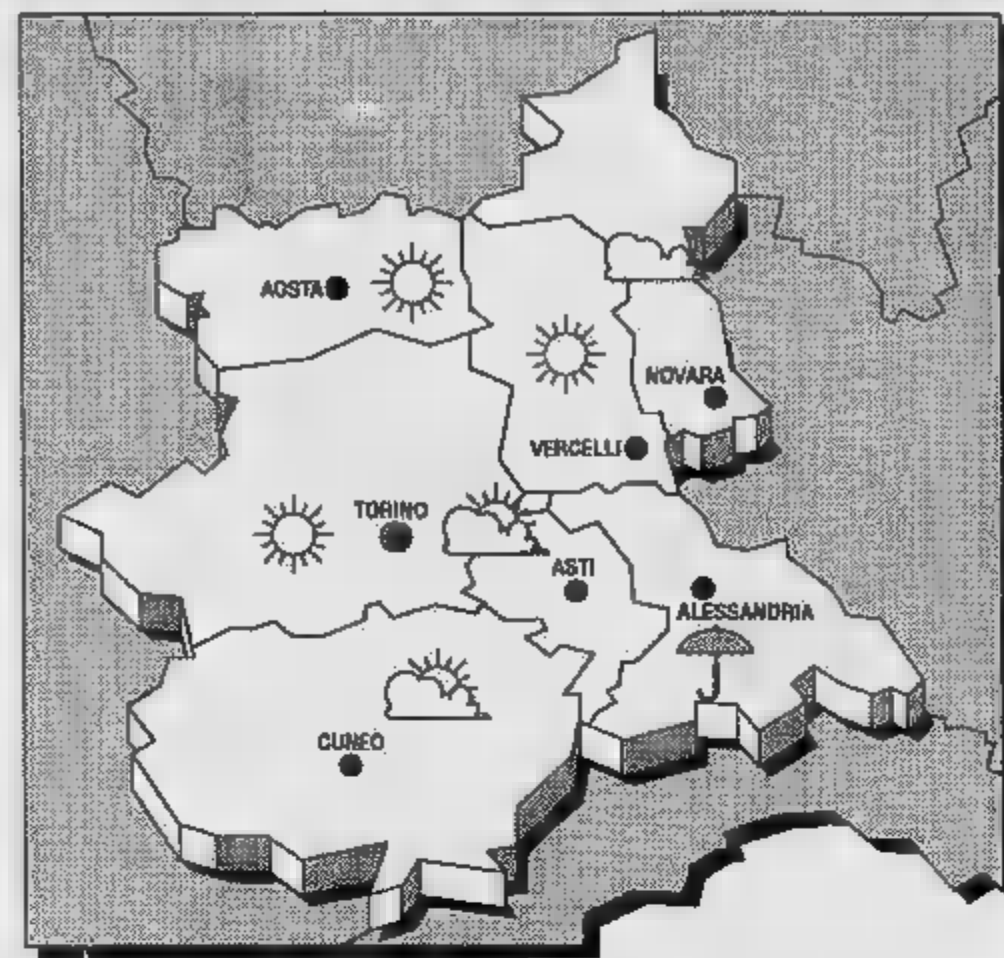 AOSTA
NOVARA
VERCELLI
TORINO
ASTI
ALESSANDRIA
CUNEO